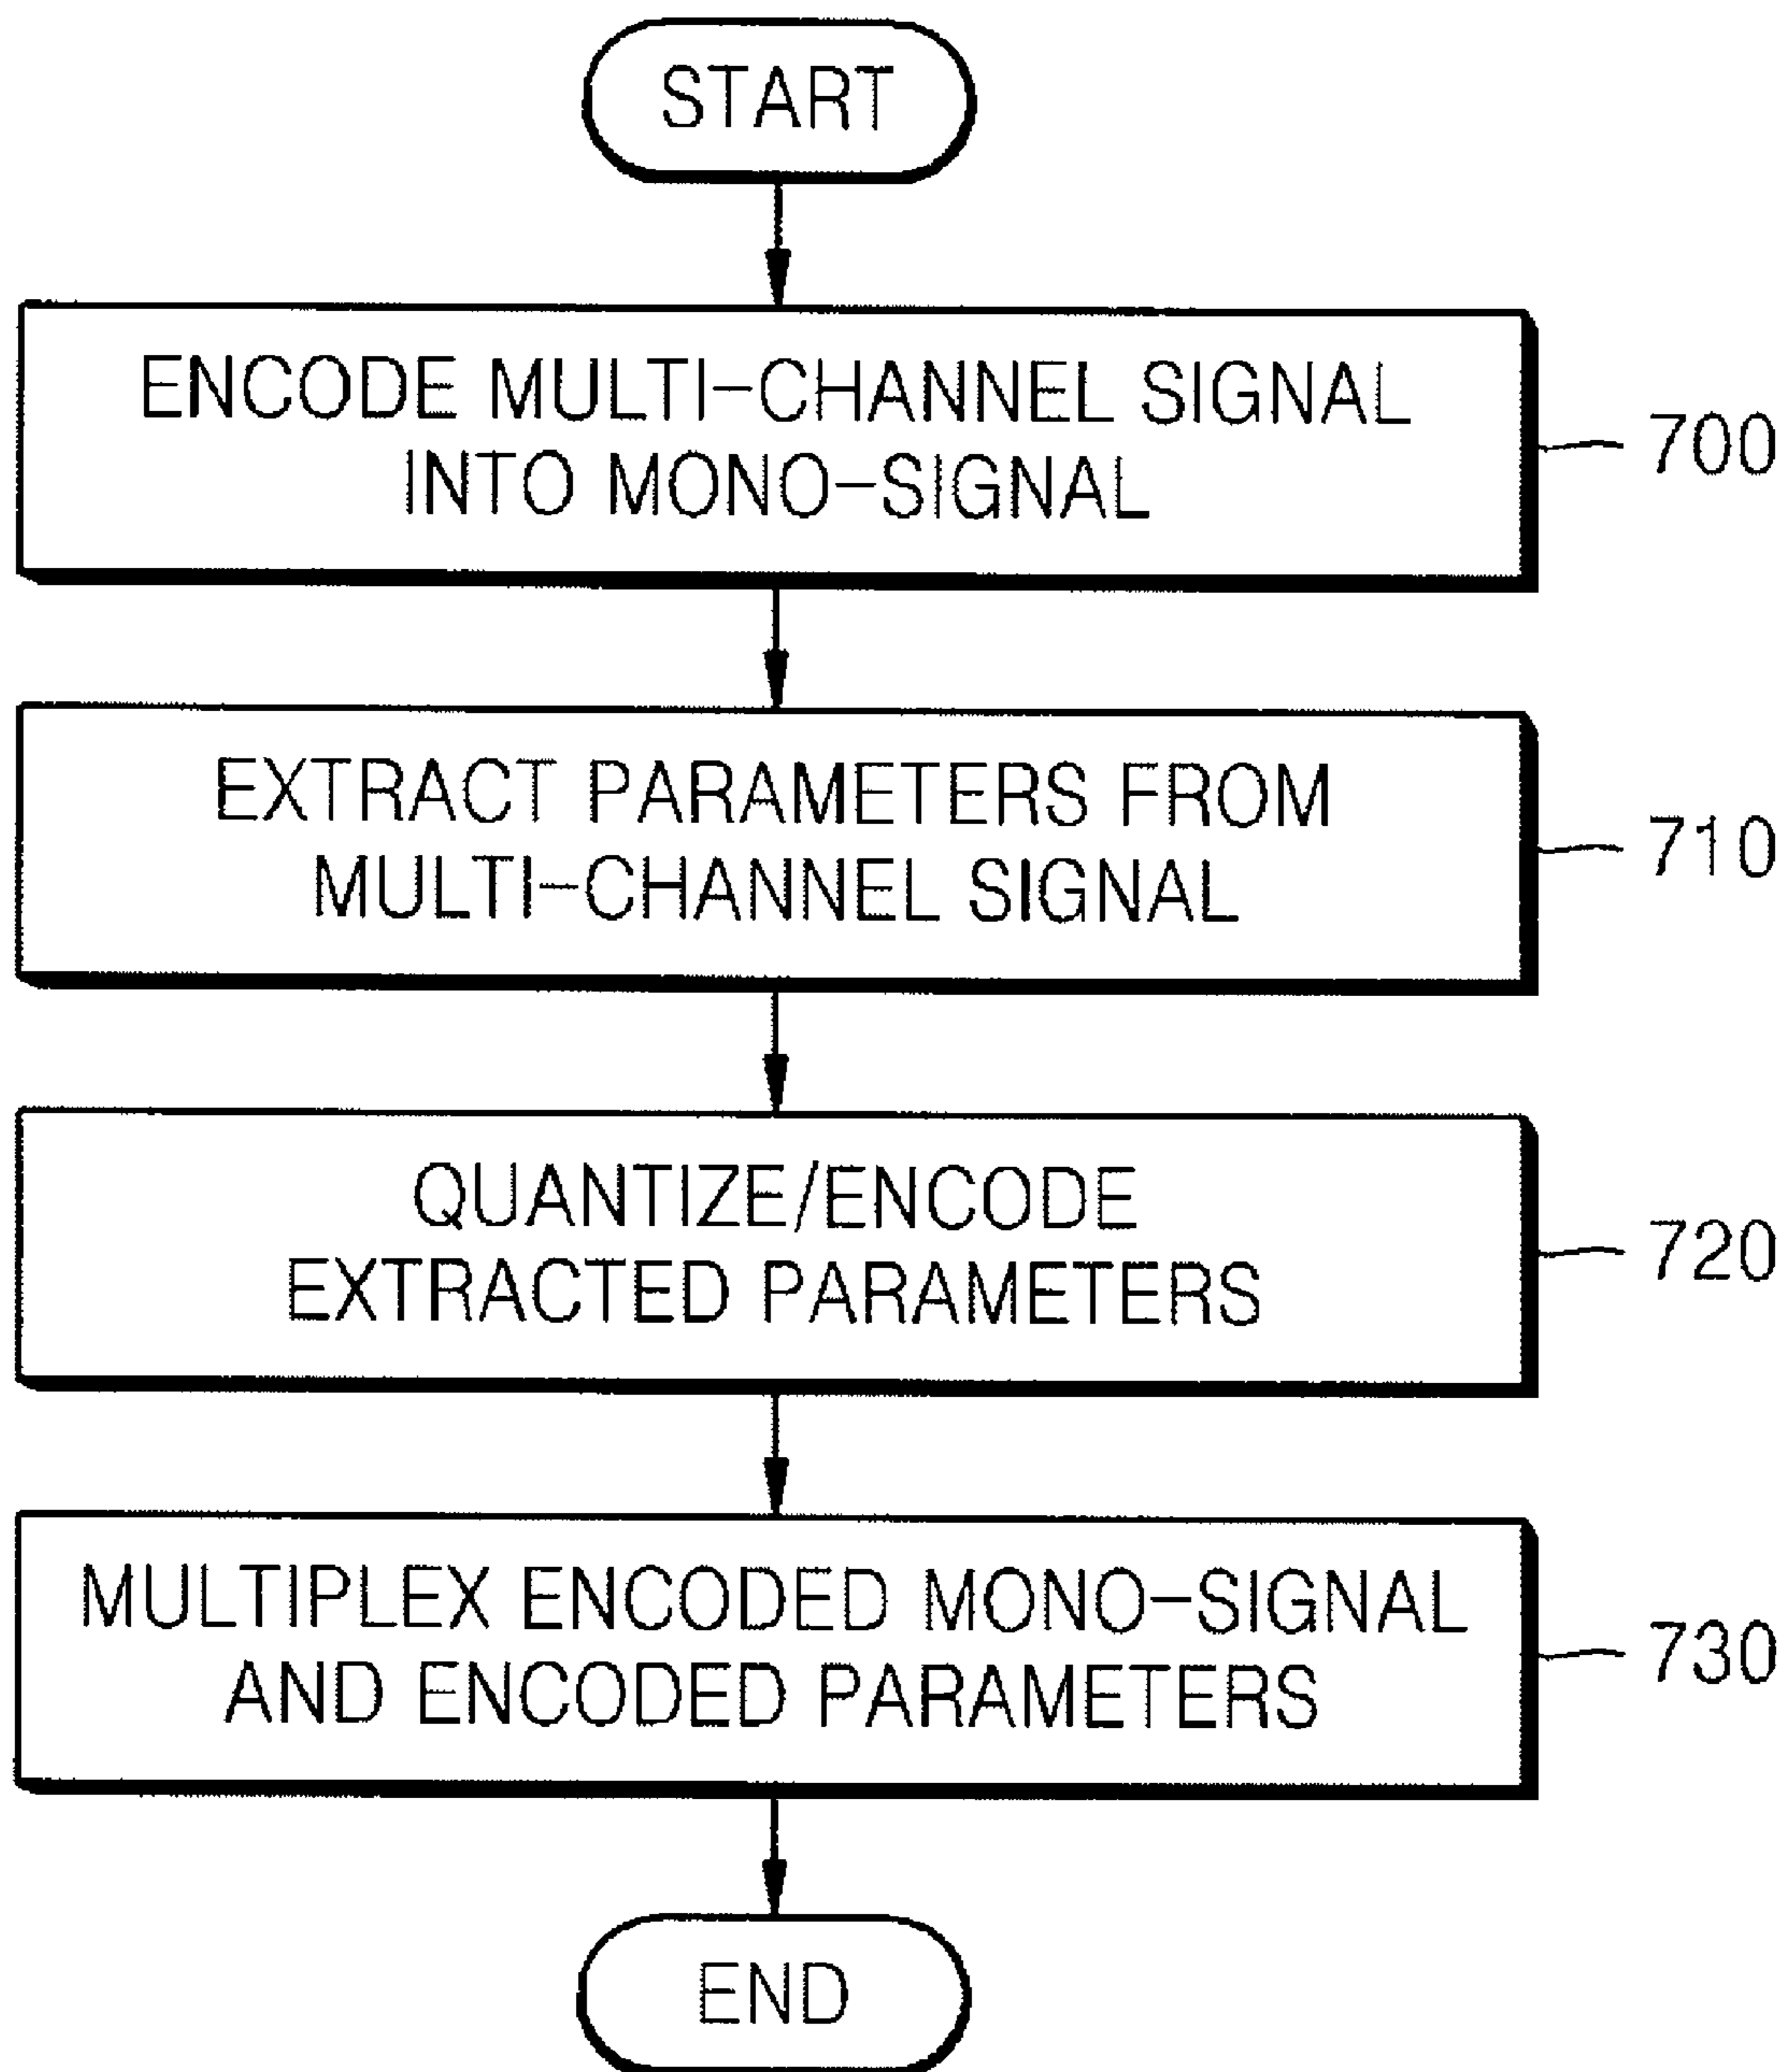 START
ENCODE MULTI-CHANNEL SIGNAL
INTO MONO-SIGNAL
700
EXTRACT PARAMETERS FROM
MULTI-CHANNEL SIGNAL
710
QUANTIZE/ENCODE
EXTRACTED PARAMETERS
720
MULTIPLEX ENCODED MONO-SIGNAL
AND ENCODED PARAMETERS
730
END